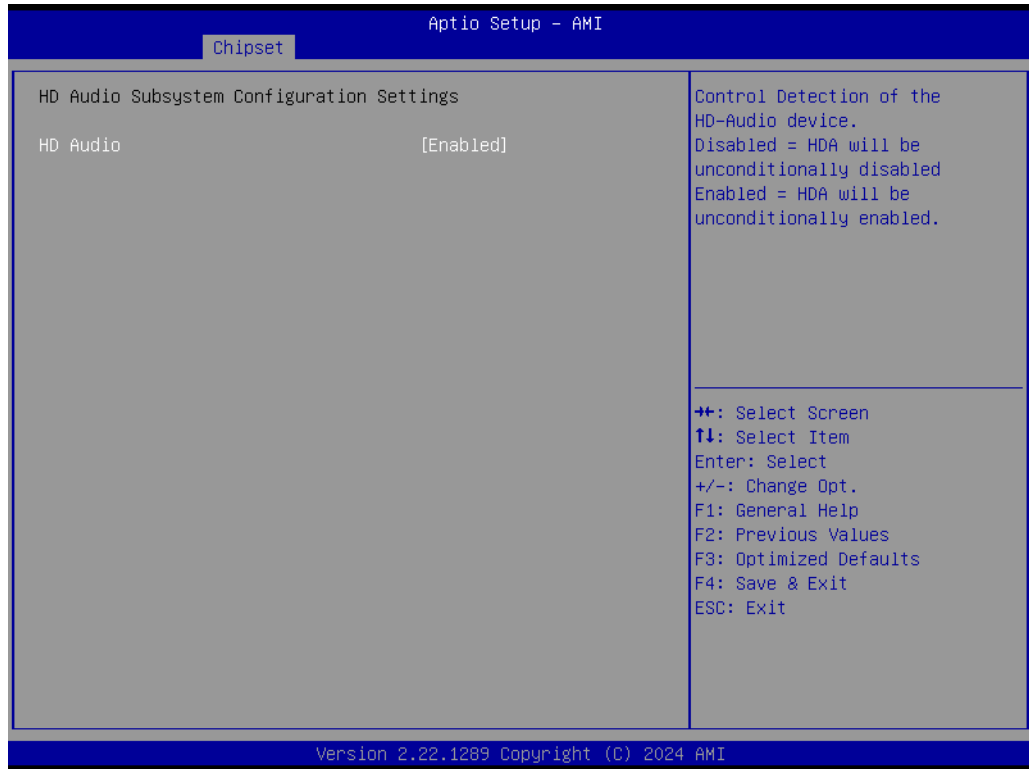 Aptio Setup – AMI
Chipset
HD Audio Subsystem Configuration Settings
HD Audio [Enabled]
Control Detection of the
HD-Audio device.
Disabled = HDA will be
unconditionally disabled
Enabled = HDA will be
unconditionally enabled.
→←: Select Screen
↑↓: Select Item
Enter: Select
+/-: Change Opt.
F1: General Help
F2: Previous Values
F3: Optimized Defaults
F4: Save & Exit
ESC: Exit
Version 2.22.1289 Copyright (C) 2024 AMI